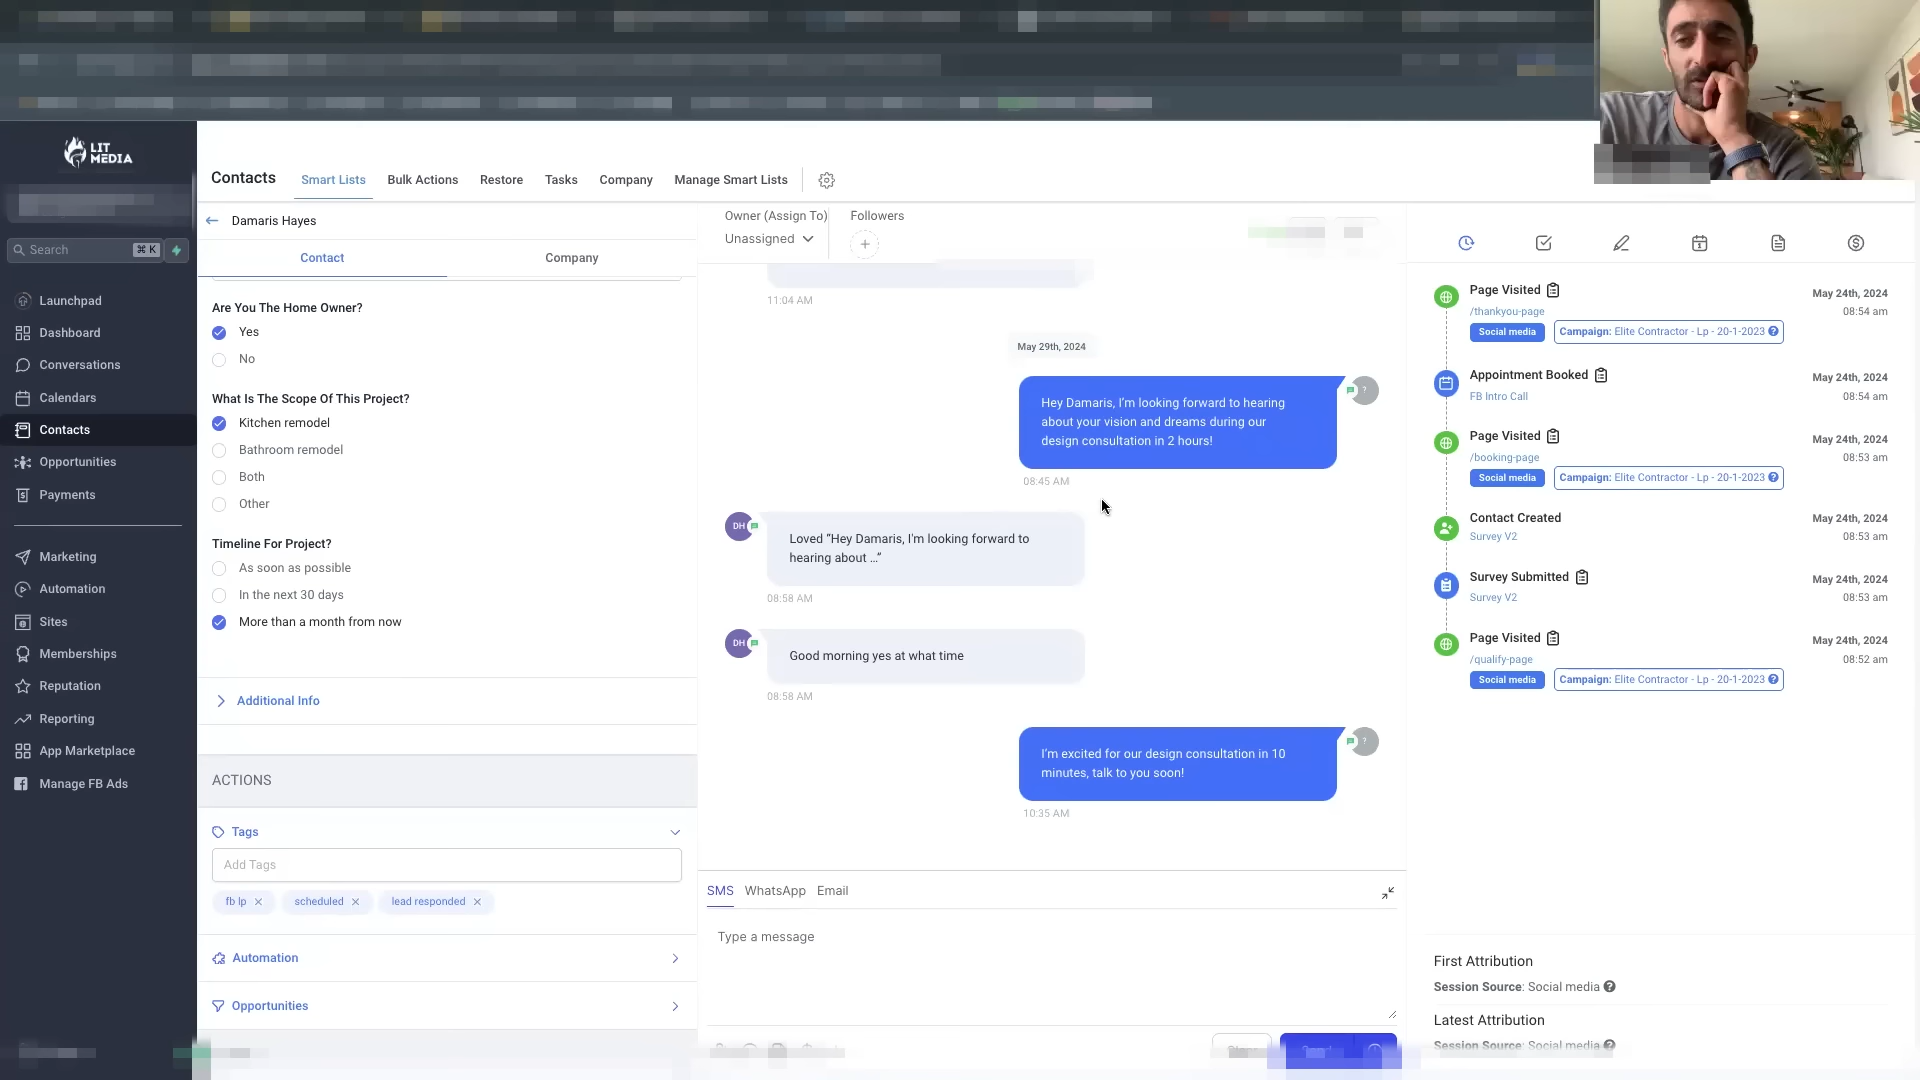 LIT
MEDIA
Search
⌘ K
Launchpad
Dashboard
Conversations
Calendars
Contacts
Opportunities
Payments
Marketing
Automation
Sites
Memberships
Reputation
Reporting
App Marketplace
Manage FB Ads
Contacts
Smart Lists
Bulk Actions
Restore
Tasks
Company
Manage Smart Lists
Damaris Hayes
Contact
Company
Are You The Home Owner?
Yes
No
What Is The Scope Of This Project?
Kitchen remodel
Bathroom remodel
Both
Other
Timeline For Project?
As soon as possible
In the next 30 days
More than a month from now
Additional Info
ACTIONS
Tags
Add Tags
fb lp
scheduled
lead responded
Automation
Opportunities
Owner (Assign To)
Unassigned
Followers
11:04 AM
May 29th, 2024
?
Hey Damaris, I'm looking forward to hearing
about your vision and dreams during our
design consultation in 2 hours!
08:45 AM
DH
Loved “Hey Damaris, I'm looking forward to
hearing about …”
08:58 AM
DH
Good morning yes at what time
08:58 AM
?
I'm excited for our design consultation in 10
minutes, talk to you soon!
10:35 AM
SMS
WhatsApp
Email
Type a message
Page Visited
May 24th, 2024
/thankyou-page
08:54 am
Social media
Campaign: Elite Contractor - Lp - 20-1-2023
Appointment Booked
May 24th, 2024
FB Intro Call
08:54 am
Page Visited
May 24th, 2024
/booking-page
08:53 am
Social media
Campaign: Elite Contractor - Lp - 20-1-2023
Contact Created
May 24th, 2024
Survey V2
08:53 am
Survey Submitted
May 24th, 2024
Survey V2
08:53 am
Page Visited
May 24th, 2024
/qualify-page
08:52 am
Social media
Campaign: Elite Contractor - Lp - 20-1-2023
First Attribution
Session Source: Social media
Latest Attribution
Session Source: Social media